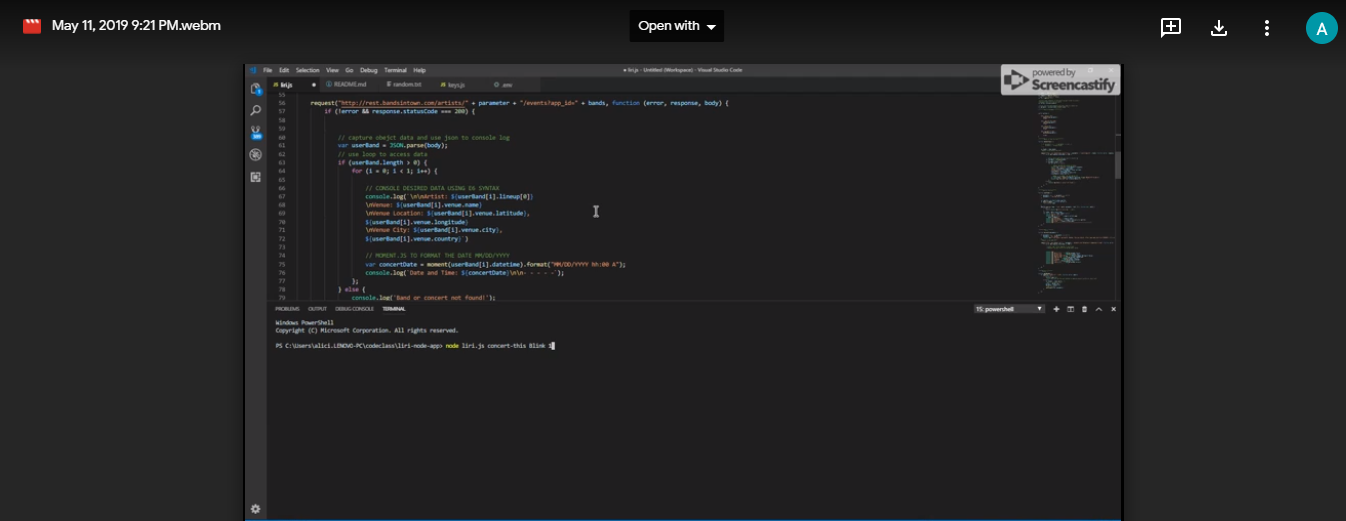 May 11, 2019 9:21 PM.webm
Open with
A
File Edit Selection View Go Debug Terminal Help
● liri.js - Untitled (Workspace) - Visual Studio Code
powered by
Screencastify
JS liri.js ● README.md random.txt JS keys.js .env
55
56 request("http://rest.bandsintown.com/artists/" + parameter + "/events?app_id=" + bands, function (error, response, body) {
57 if (!error && response.statusCode === 200) {
58
59
60 // capture obejct data and use json to console log
61 var userBand = JSON.parse(body);
62 // use loop to access data
63 if (userBand.length > 0) {
64 for (i = 0; i < 1; i++) {
65
66 // CONSOLE DESIRED DATA USING E6 SYNTAX
67 console.log(`\n\nArtist: ${userBand[i].lineup[0]}
68 \nVenue: ${userBand[i].venue.name}
69 \nVenue Location: ${userBand[i].venue.latitude},
70 ${userBand[i].venue.longitude}
71 \nVenue City: ${userBand[i].venue.city},
72 ${userBand[i].venue.country}`)
73
74 // MOMENT.JS TO FORMAT THE DATE MM/DD/YYYY
75 var concertDate = moment(userBand[i].datetime).format("MM/DD/YYYY hh:00 A");
76 console.log(`Date and Time: ${concertDate}\n\n- - - - -`);
77 };
78 } else {
79 console.log('Band or concert not found!');
PROBLEMS OUTPUT DEBUG CONSOLE TERMINAL
15: powershell
Windows PowerShell
Copyright (C) Microsoft Corporation. All rights reserved.
PS C:\Users\alici.LENOVO-PC\codeclass\liri-node-app> node liri.js concert-this Blink 1